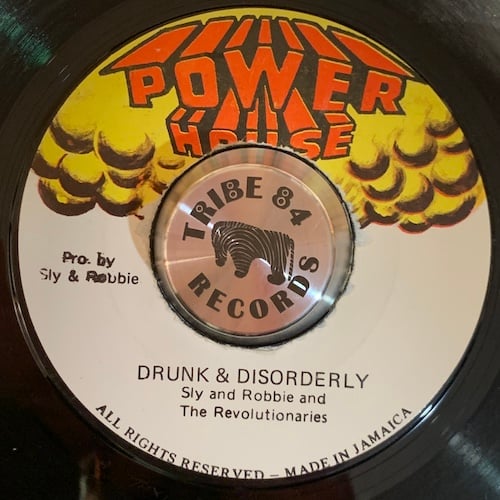 POWER
HOUSE
TRIBE 84
RECORDS
Pro. by
Sly & Robbie
DRUNK & DISORDERLY
Sly and Robbie and
The Revolutionaries
ALL RIGHTS RESERVED – MADE IN JAMAICA